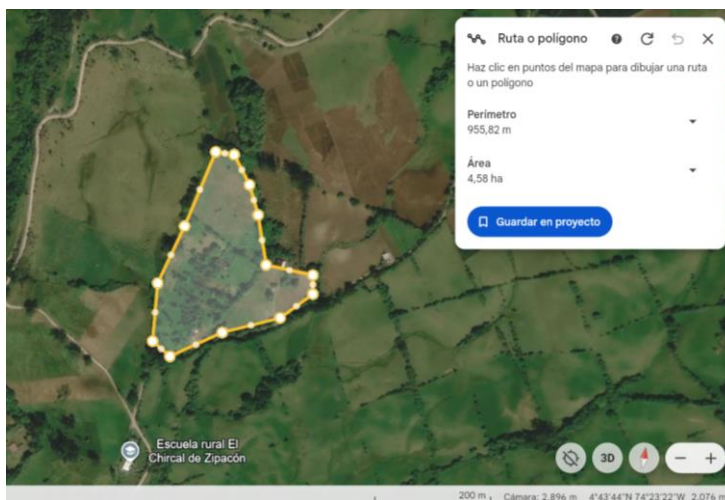 Ruta o polígono
Haz clic en puntos del mapa para dibujar una ruta
o un polígono
Perímetro
955,82 m
Área
4,58 ha
Guardar en proyecto
Escuela rural El
Chircal de Zipacón
3D
200 m
Cámara: 2.896 m 4°43'44"N 74°23'22"W 2.076 m